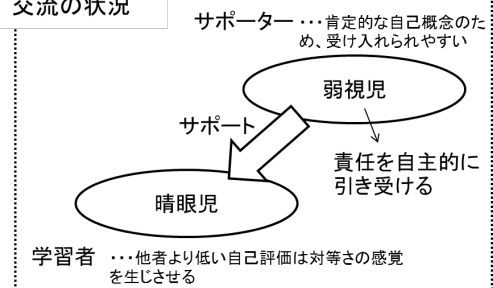 交流の状況
サポーター ・・・肯定的な自己概念のた
め、受け入れられやすい
弱視児
サポート
責任を自主的に
引き受ける
晴眼児
学習者 ・・・他者より低い自己評価は対等さの感覚
を生じさせる